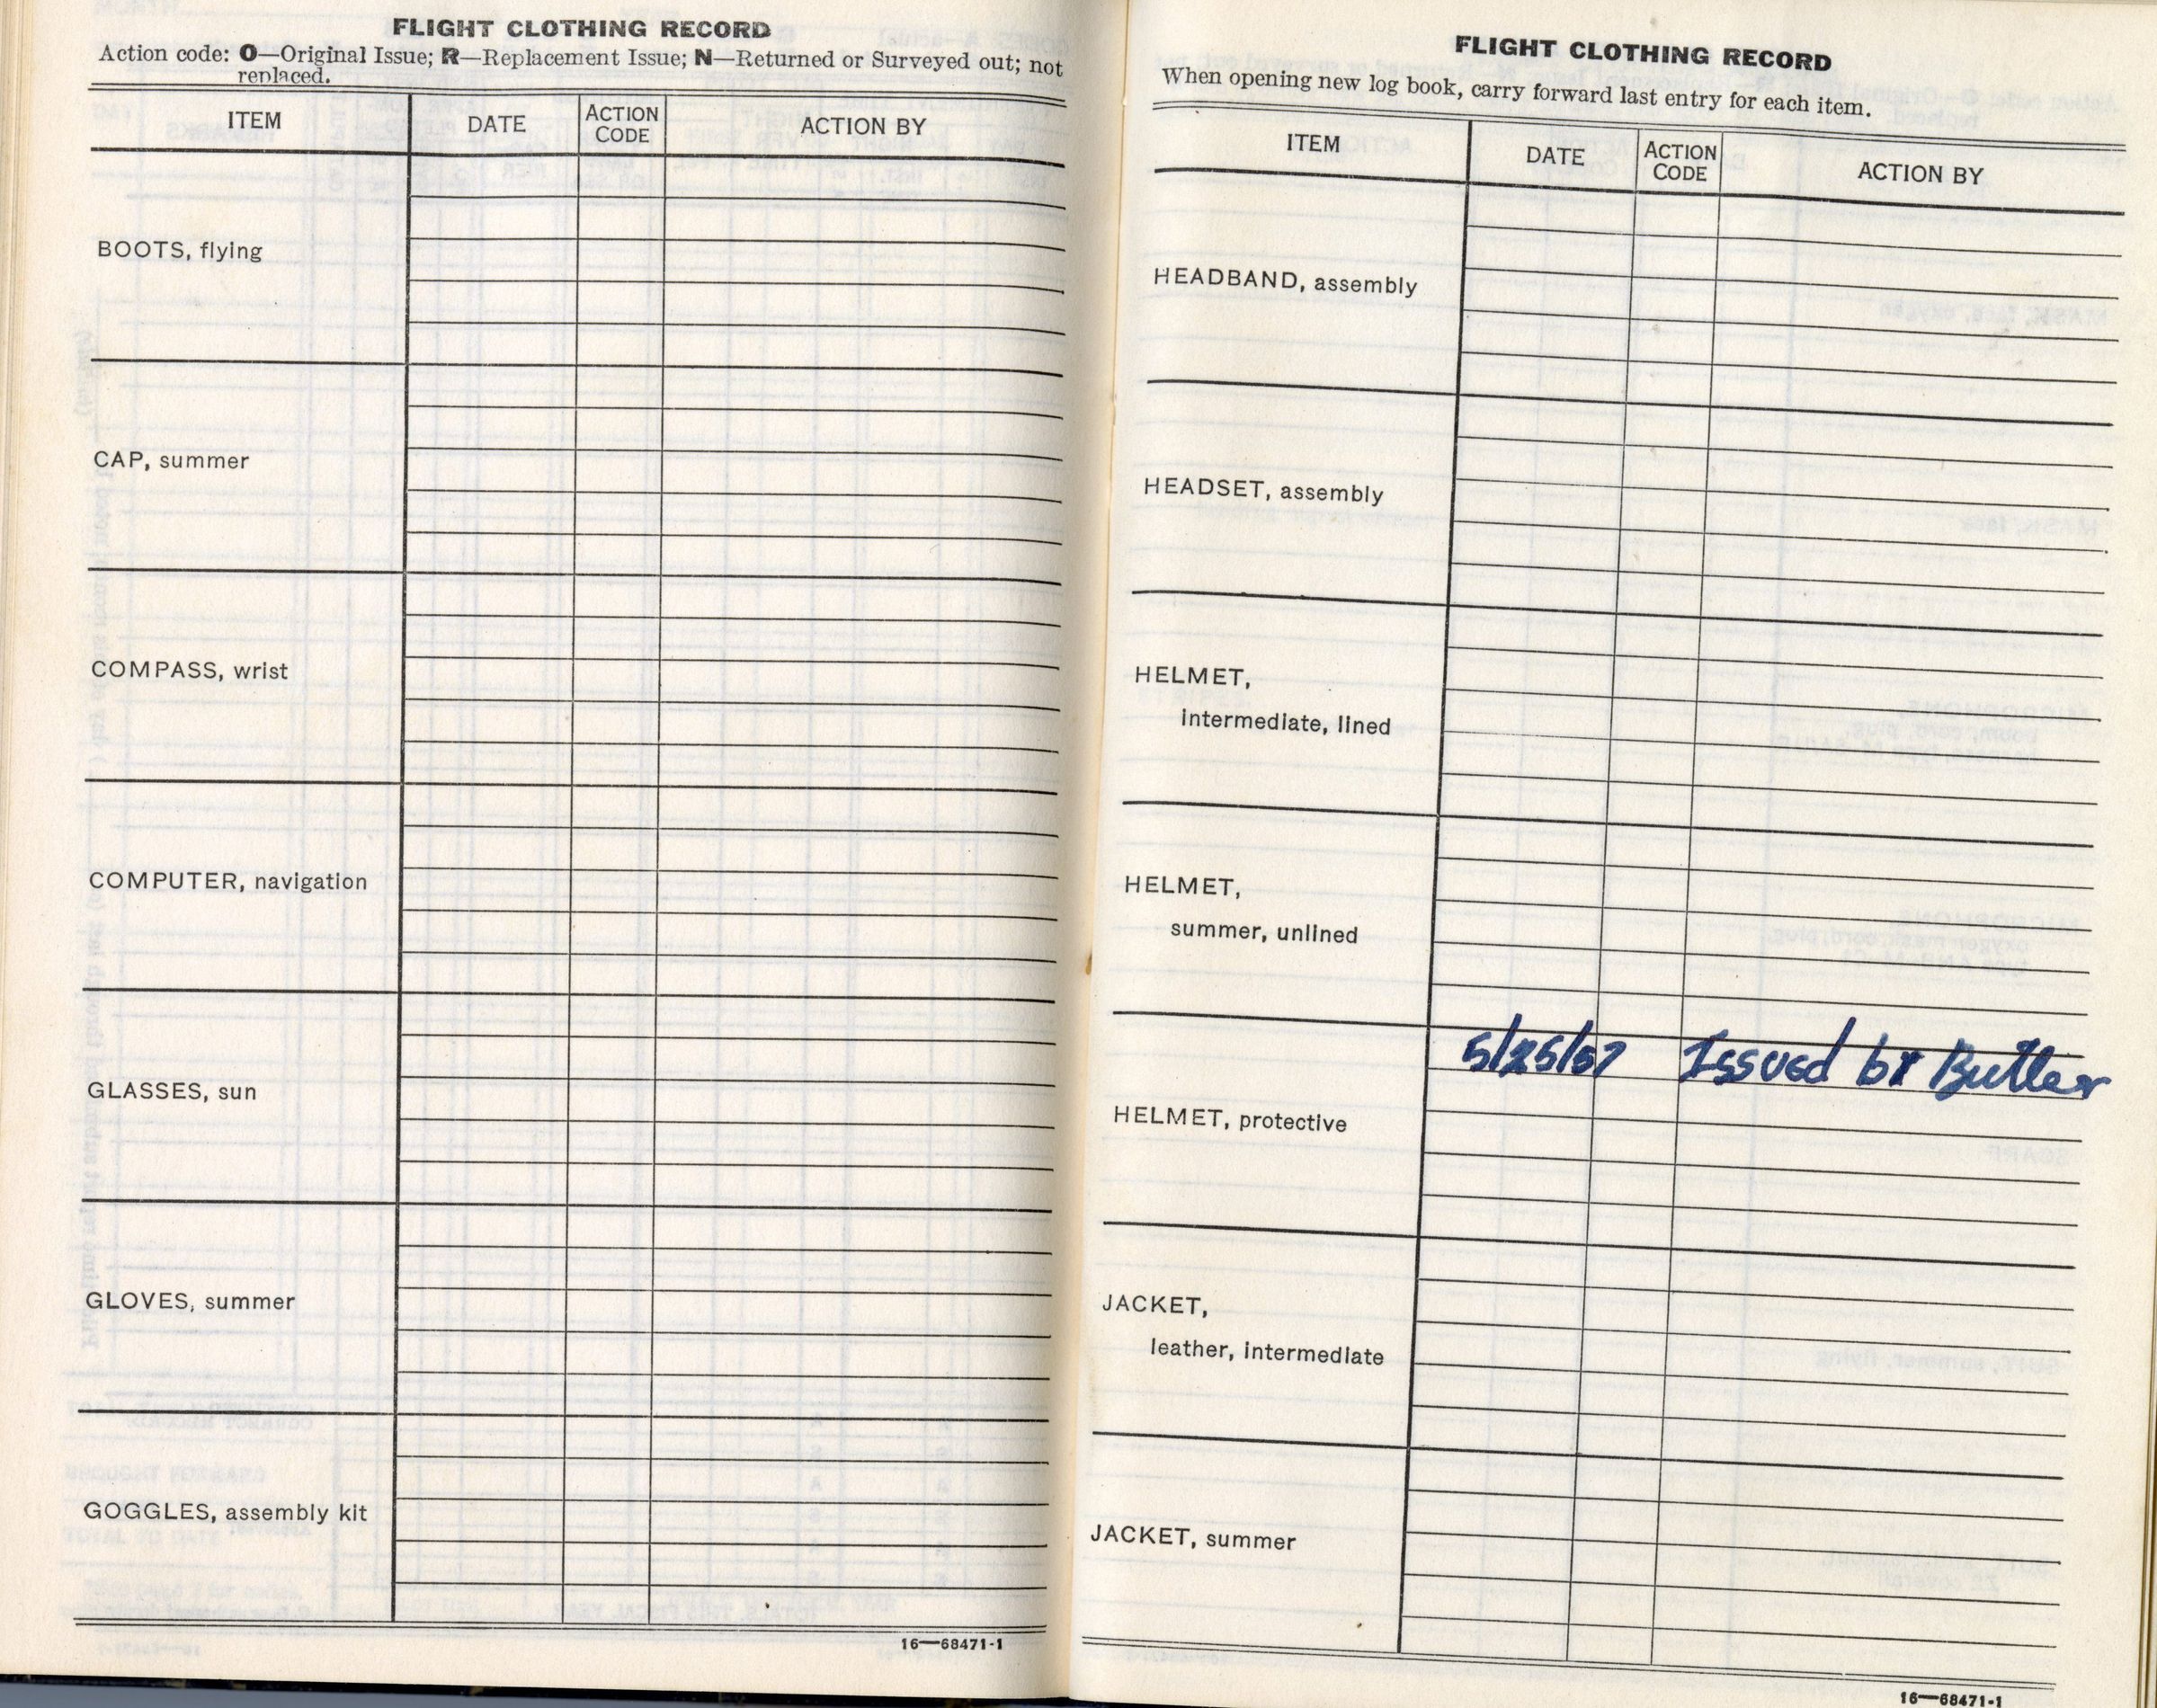 FLIGHT CLOTHING RECORD
Action code: O—Original Issue; R—Replacement Issue; N—Returned or Surveyed out; not
replaced.
ITEM DATE ACTION CODE ACTION BY
BOOTS, flying
CAP, summer
COMPASS, wrist
COMPUTER, navigation
GLASSES, sun
GLOVES, summer
GOGGLES, assembly kit
16—68471-1
FLIGHT CLOTHING RECORD
When opening new log book, carry forward last entry for each item.
ITEM DATE ACTION CODE ACTION BY
HEADBAND, assembly
HEADSET, assembly
HELMET,
intermediate, lined
HELMET,
summer, unlined
5/25/57 Issued by Butler
HELMET, protective
JACKET,
leather, intermediate
JACKET, summer
16—68471-1